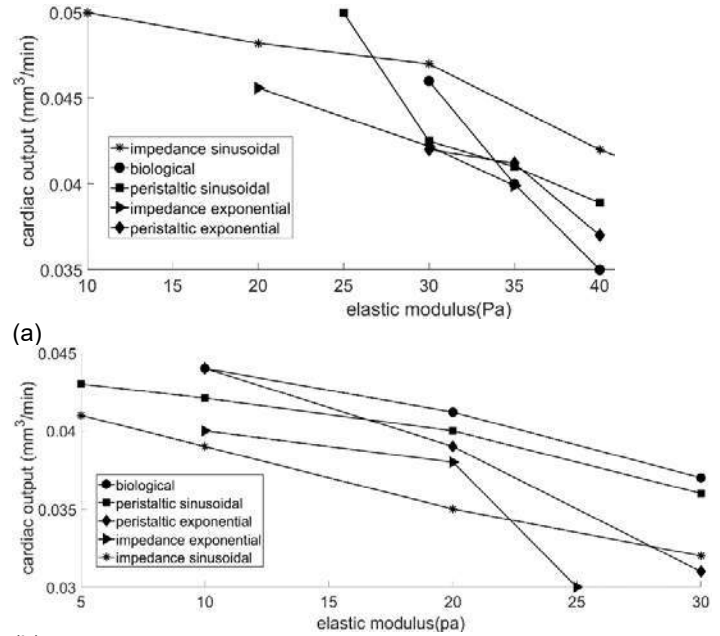 0.05
0.045
0.04
0.035
cardiac output (mm³/min)
impedance sinusoidal
biological
peristaltic sinusoidal
impedance exponential
peristaltic exponential
10 15 20 25 30 35 40
elastic modulus(Pa)
(a)
0.045
0.04
0.035
0.03
cardiac output (mm³/min)
biological
peristaltic sinusoidal
peristaltic exponential
impedance exponential
impedance sinusoidal
5 10 15 20 25 30
elastic modulus(pa)